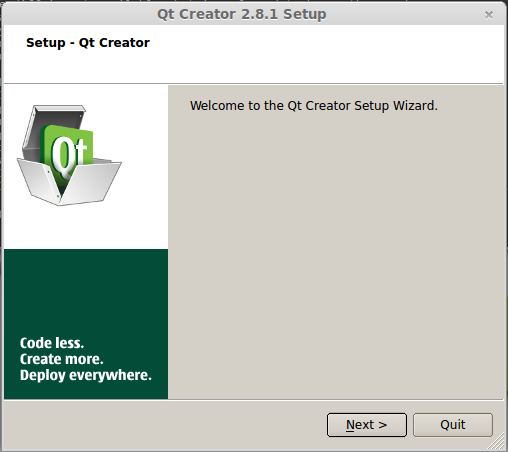 Qt Creator 2.8.1 Setup
Setup - Qt Creator
Welcome to the Qt Creator Setup Wizard.
Qt
Code less.
Create more.
Deploy everywhere.
Next >
Quit